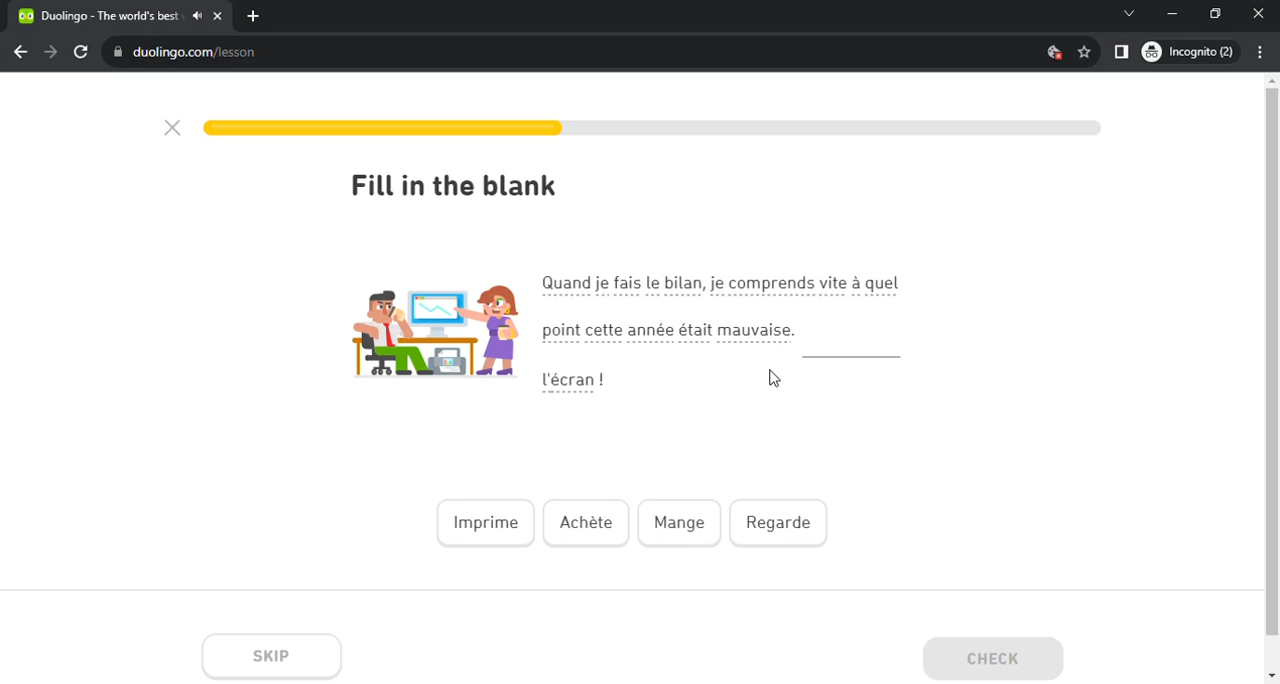 Duolingo - The world's best
duolingo.com/lesson
Incognito (2)
Fill in the blank
Quand je fais le bilan, je comprends vite à quel
point cette année était mauvaise. ________
l'écran !
Imprime
Achète
Mange
Regarde
SKIP
CHECK